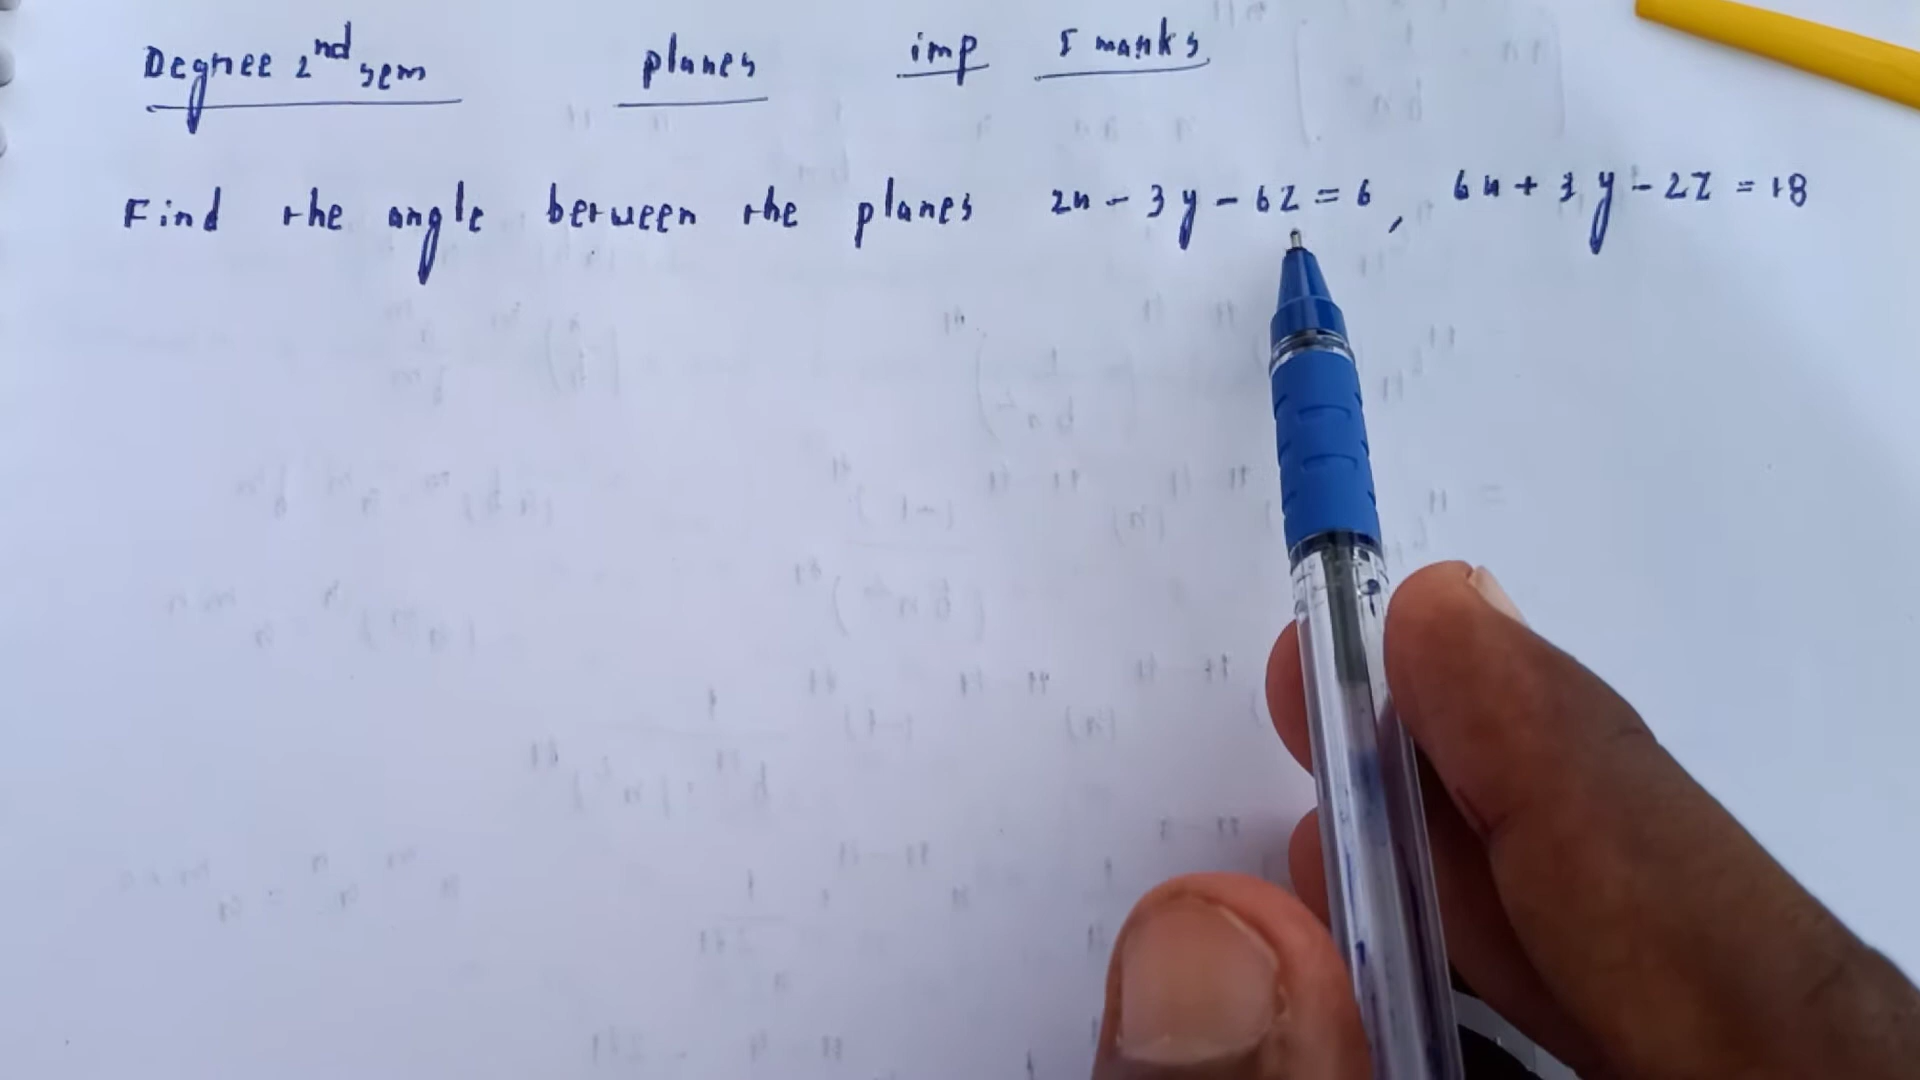 Degree 2nd sem planes imp 5 marks
Find the angle between the planes 2x - 3y - 6z = 6, 6x + 3y - 2z = 18